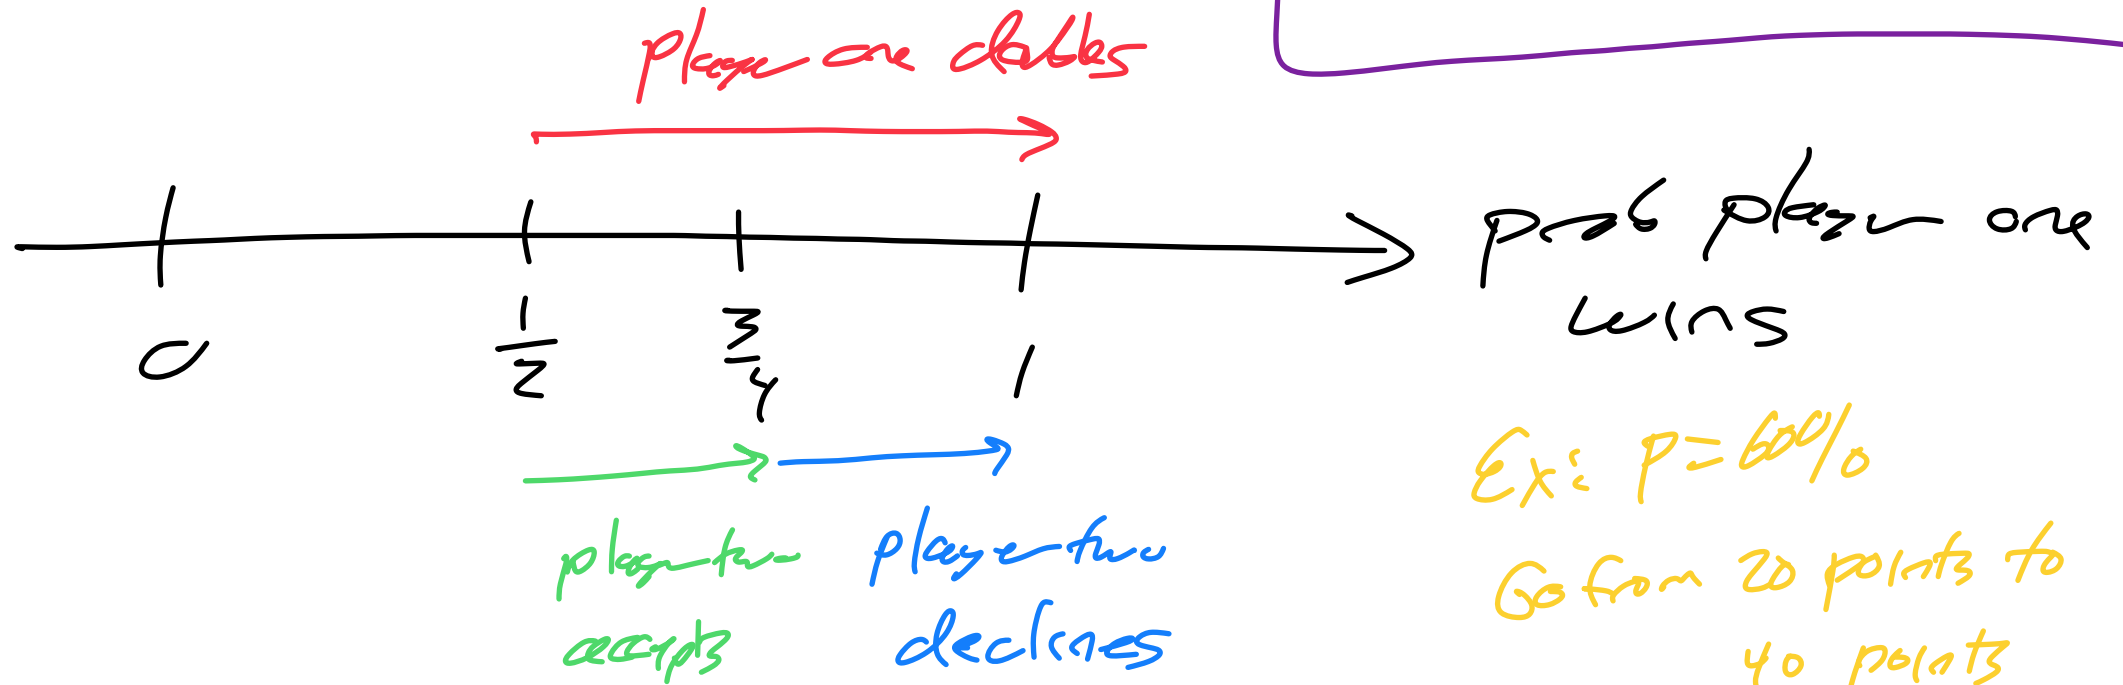 player one doubles
prob player one
wins
0
1/2
3/4
1
Ex: p=60%
Go from 20 points to
40 points
player two
accepts
player two
declines